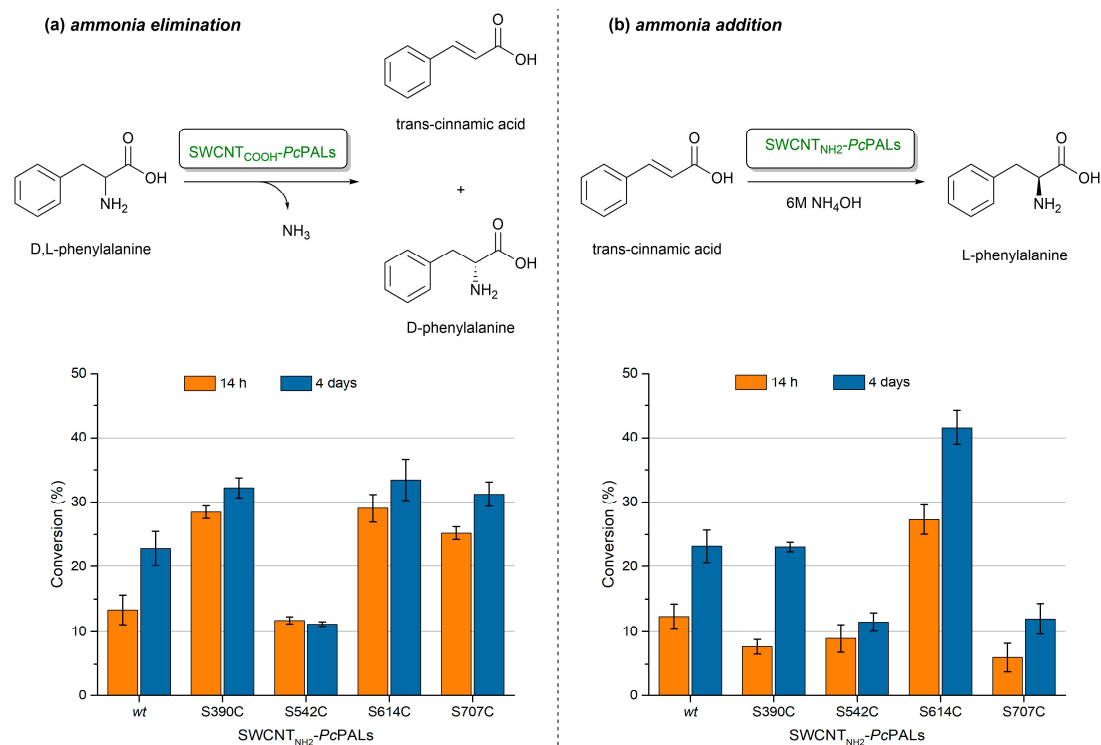 (a) ammonia elimination
O
OH
trans-cinnamic acid
SWCNTCOOH-PcPALs
O
OH
NH2
D,L-phenylalanine
NH3
+
O
OH
NH2
D-phenylalanine
50
40
30
20
10
0
Conversion (%)
14 h
4 days
wt
S390C
S542C
S614C
S707C
SWCNTNH2-PcPALs
(b) ammonia addition
O
OH
trans-cinnamic acid
SWCNTNH2-PcPALs
6M NH4OH
O
OH
NH2
L-phenylalanine
50
40
30
20
10
0
Conversion (%)
14 h
4 days
wt
S390C
S542C
S614C
S707C
SWCNTNH2-PcPALs